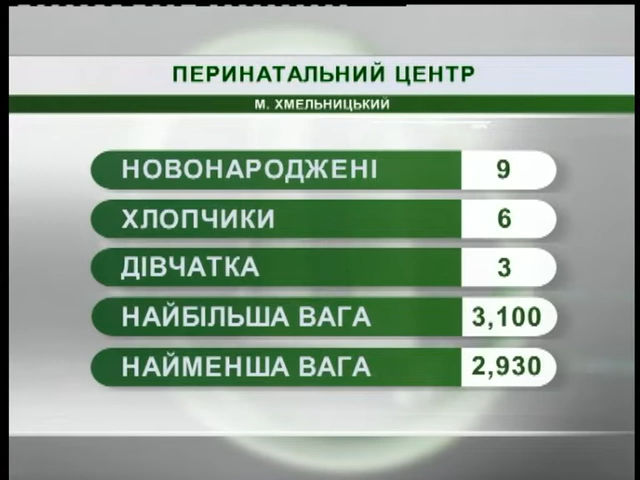 ПЕРИНАТАЛЬНИЙ ЦЕНТР
М. ХМЕЛЬНИЦЬКИЙ
НОВОНАРОДЖЕНІ 9
ХЛОПЧИКИ 6
ДІВЧАТКА 3
НАЙБІЛЬША ВАГА 3,100
НАЙМЕНША ВАГА 2,930